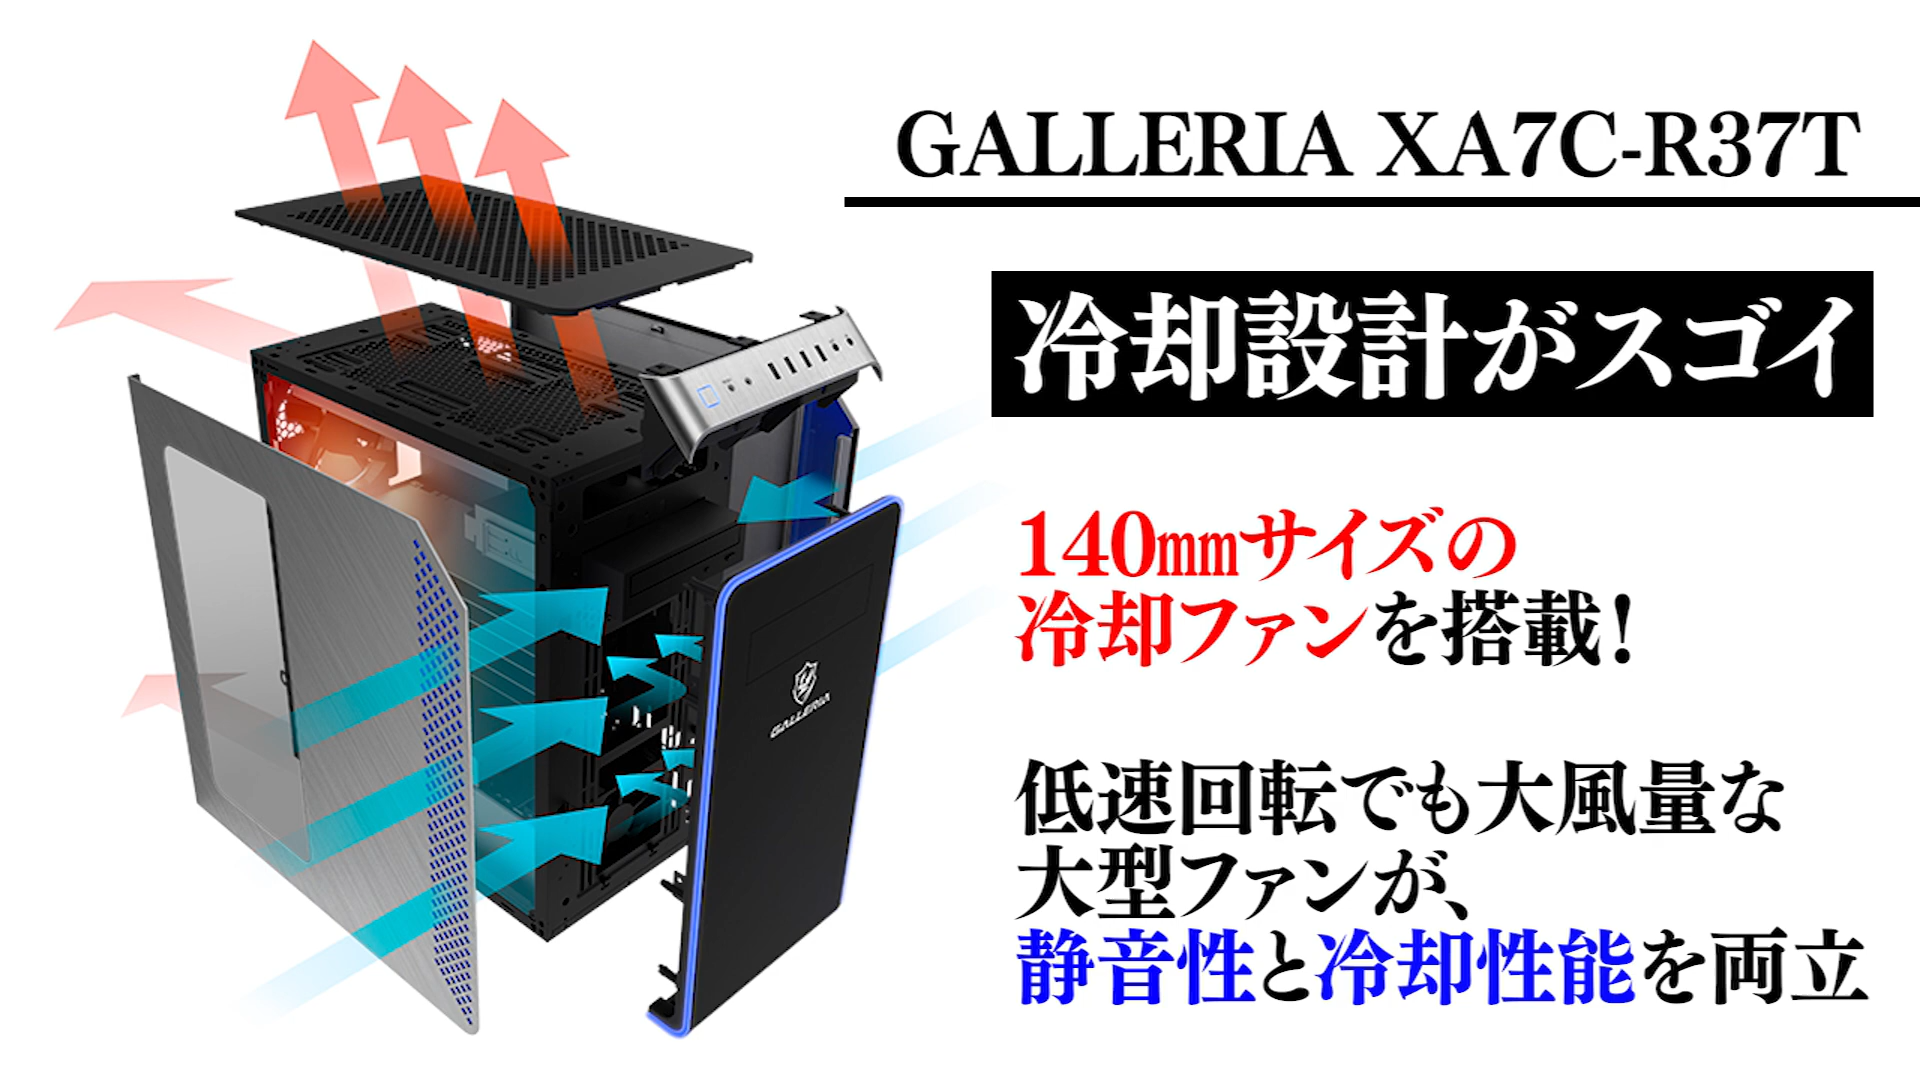 GALLERIA XA7C-R37T
冷却設計がスゴイ
140㎜サイズの
冷却ファンを搭載！
低速回転でも大風量な
大型ファンが、
静音性と冷却性能を両立
GALLERIA